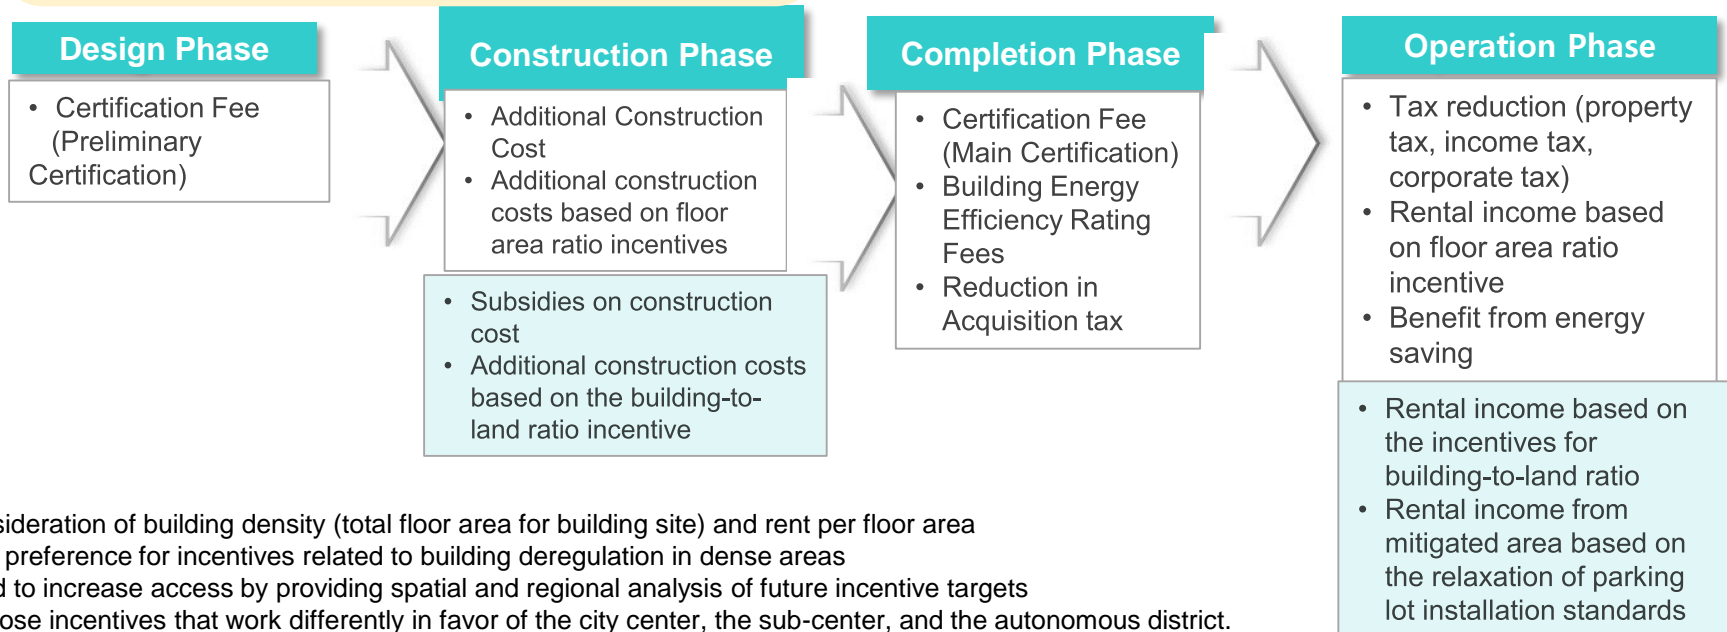 Design Phase
• Certification Fee
(Preliminary
Certification)
Construction Phase
• Additional Construction
Cost
• Additional construction
costs based on floor
area ratio incentives
• Subsidies on construction
cost
• Additional construction costs
based on the building-to-
land ratio incentive
Completion Phase
• Certification Fee
(Main Certification)
• Building Energy
Efficiency Rating
Fees
• Reduction in
Acquisition tax
Operation Phase
• Tax reduction (property
tax, income tax,
corporate tax)
• Rental income based
on floor area ratio
incentive
• Benefit from energy
saving
• Rental income based on
the incentives for
building-to-land ratio
• Rental income from
mitigated area based on
the relaxation of parking
lot installation standards
sideration of building density (total floor area for building site) and rent per floor area
preference for incentives related to building deregulation in dense areas
d to increase access by providing spatial and regional analysis of future incentive targets
ose incentives that work differently in favor of the city center, the sub-center, and the autonomous district.